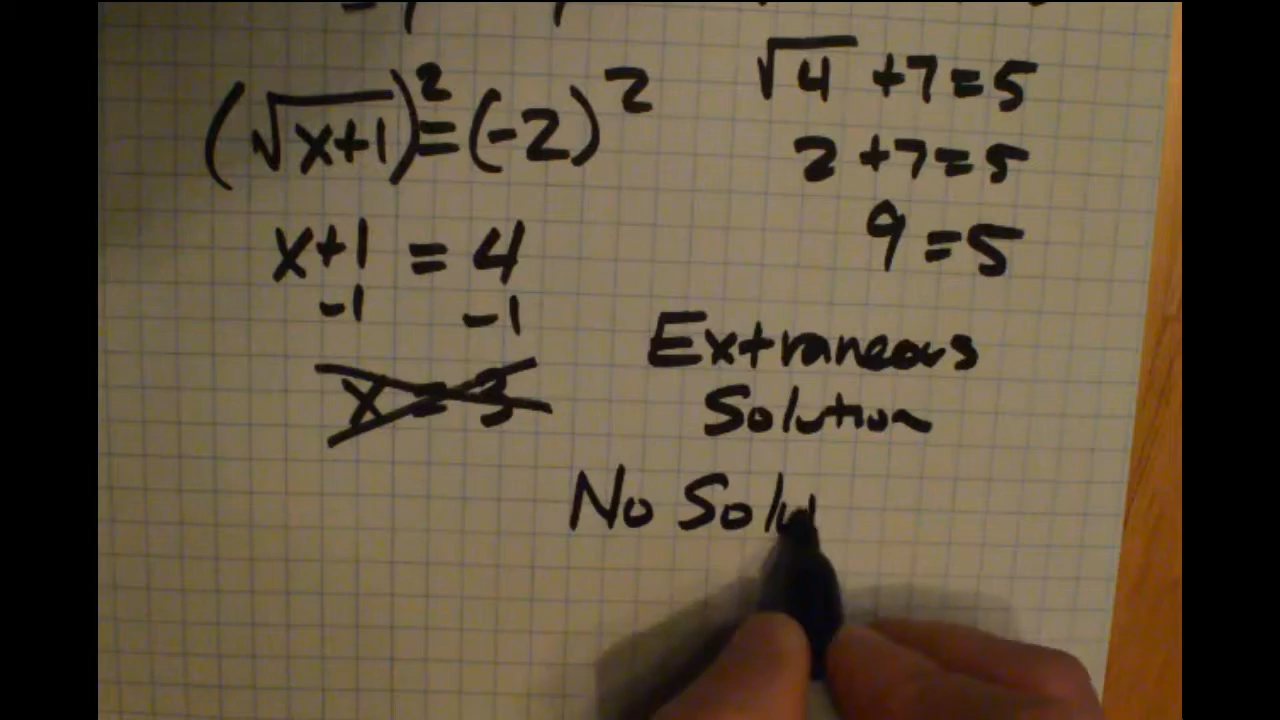 (√x+1)² = (-2)²
x+1 = 4
-1 -1
x = 3
√4 +7=5
2 +7=5
9 =5
Extraneous
Solution
No Solu